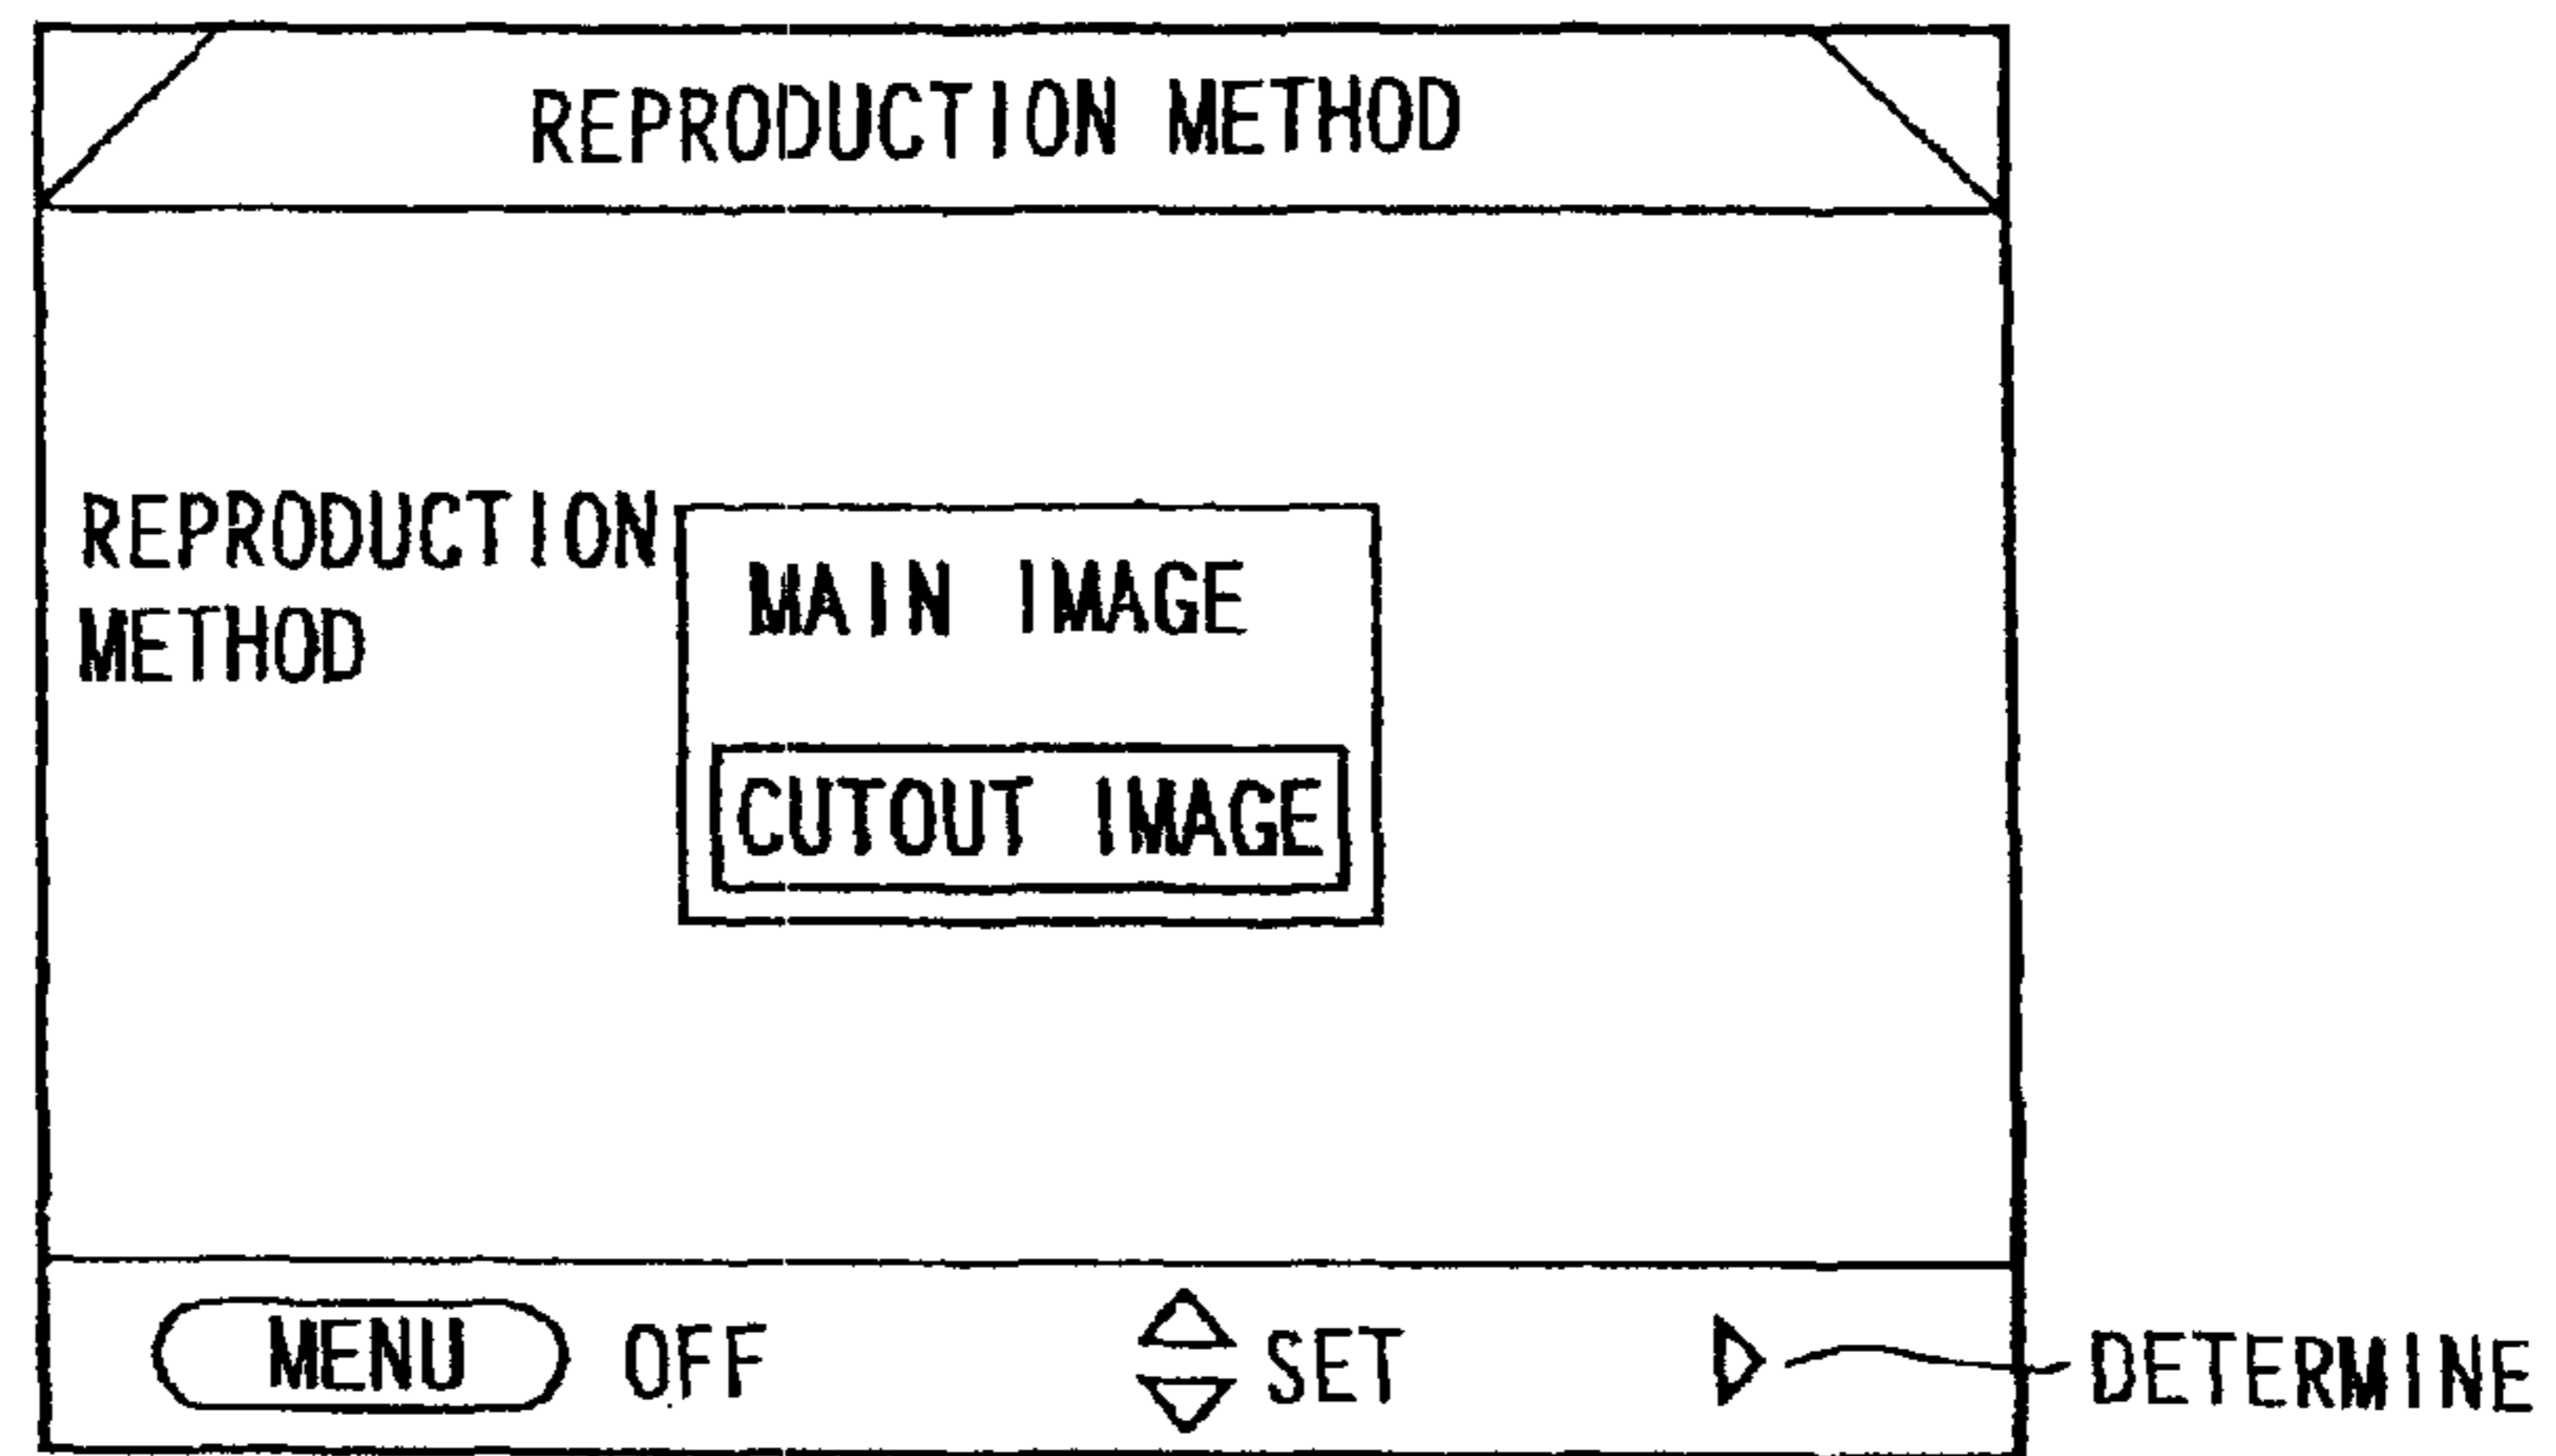 REPRODUCTION METHOD
REPRODUCTION
METHOD
MAIN IMAGE
CUTOUT IMAGE
MENU OFF SET DETERMINE